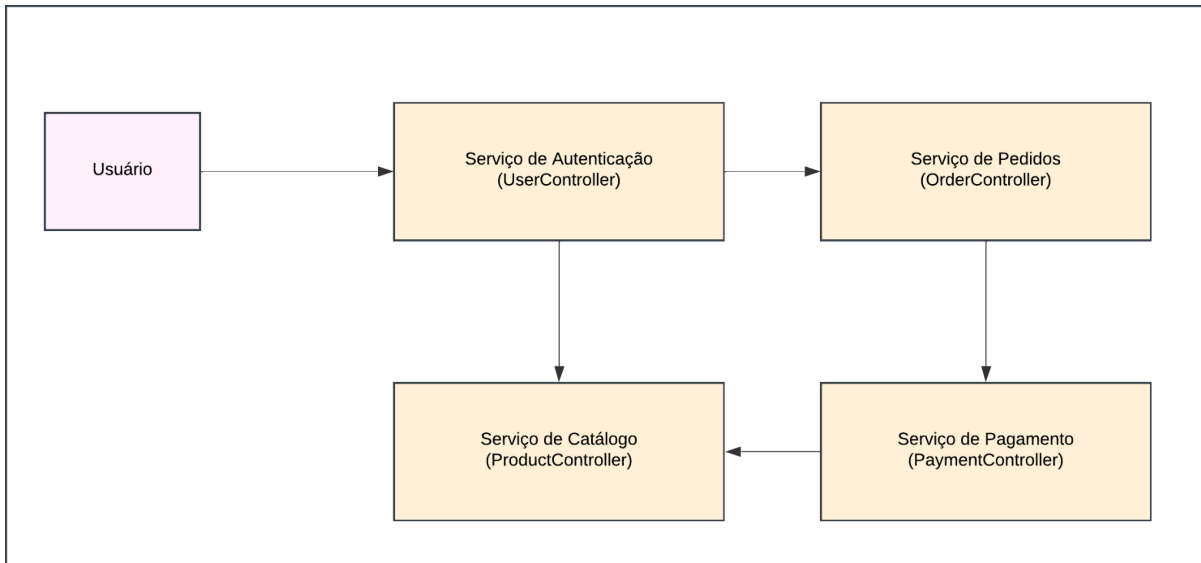 Usuário
Serviço de Autenticação
(UserController)
Serviço de Pedidos
(OrderController)
Serviço de Catálogo
(ProductController)
Serviço de Pagamento
(PaymentController)